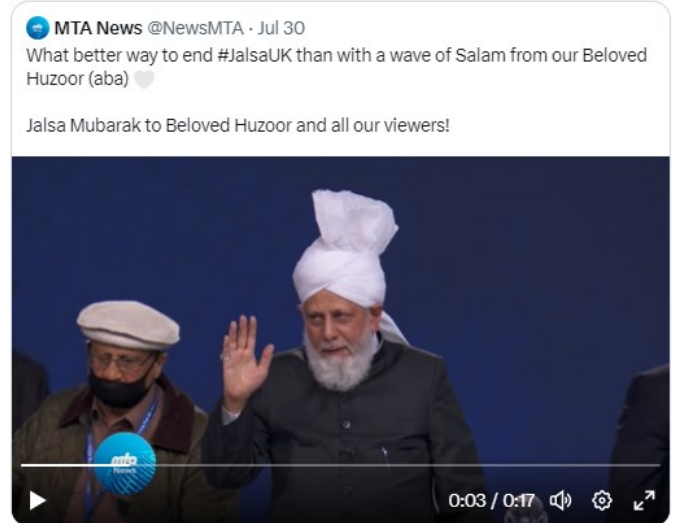 MTA News @NewsMTA · Jul 30
What better way to end #JalsaUK than with a wave of Salam from our Beloved
Huzoor (aba) 🤍
Jalsa Mubarak to Beloved Huzoor and all our viewers!
mta
News
0:03 / 0:17